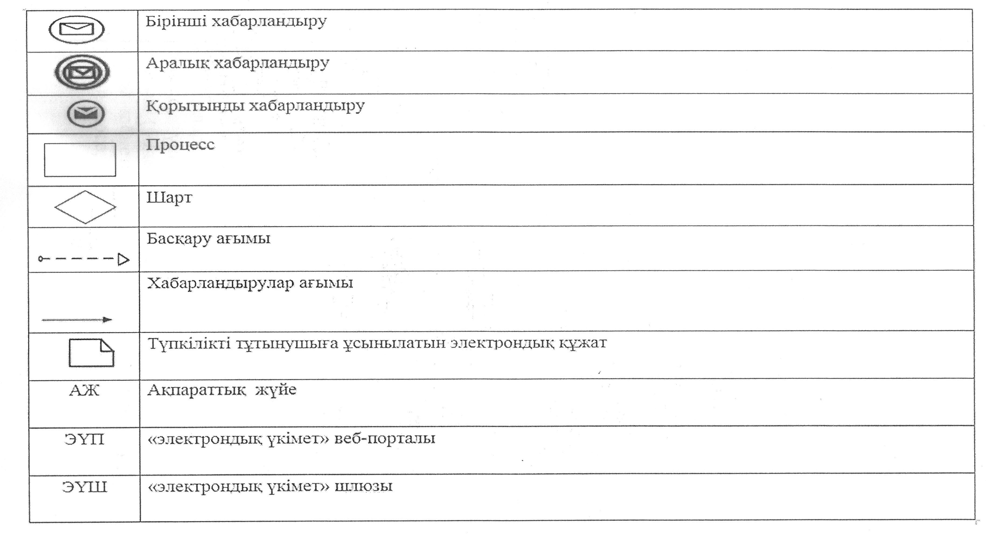 Бірінші хабарландыру
Аралық хабарландыру
Қорытынды хабарландыру
Процесс
Шарт
Басқару ағымы
Хабарландырулар ағымы
Түпкілікті тұтынушыға ұсынылатын электрондық құжат
АЖ Ақпараттық жүйе
ЭҮП «электрондық үкімет» веб-порталы
ЭҮШ «электрондық үкімет» шлюзы